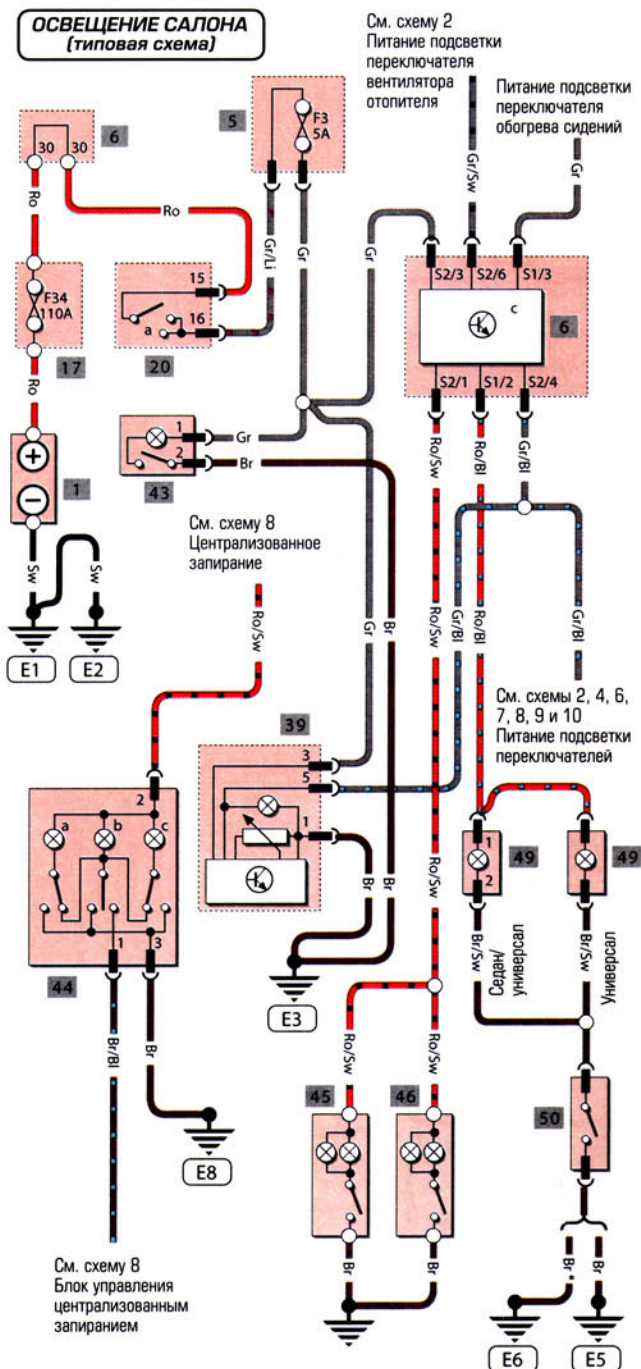 ОСВЕЩЕНИЕ САЛОНА
(типовая схема)
См. схему 2
Питание подсветки
переключателя
вентилятора
отопителя
Питание подсветки
переключателя
обогрева сидений
6
30
30
5
F3
5A
Ro
Ro
Gr/Li
Gr
Gr
Gr/Sw
Gr
F34
110A
17
15
16
a
20
S2/3
S2/6
S1/3
c
6
S2/1
S1/2
S2/4
Ro
1
2
43
Gr
Br
Ro/Sw
Ro/Bl
Gr/Bl
+
−
1
Sw
Sw
E1
E2
См. схему 8
Централизованное
запирание
Ro/Sw
Gr
Br
Gr/Bl
Ro/Sw
Ro/Bl
Gr/Bl
См. схемы 2, 4, 6,
7, 8, 9 и 10
Питание подсветки
переключателей
39
3
5
1
Br
2
a
b
c
1
3
44
Br/Bl
Br
E8
E3
Ro/Sw
1
2
49
49
Br/Sw
Седан/
универсал
Br/Sw
Универсал
Ro/Sw
Ro/Sw
45
46
50
Br
Br
Br*
Br
E6
E5
См. схему 8
Блок управления
централизованным
запиранием